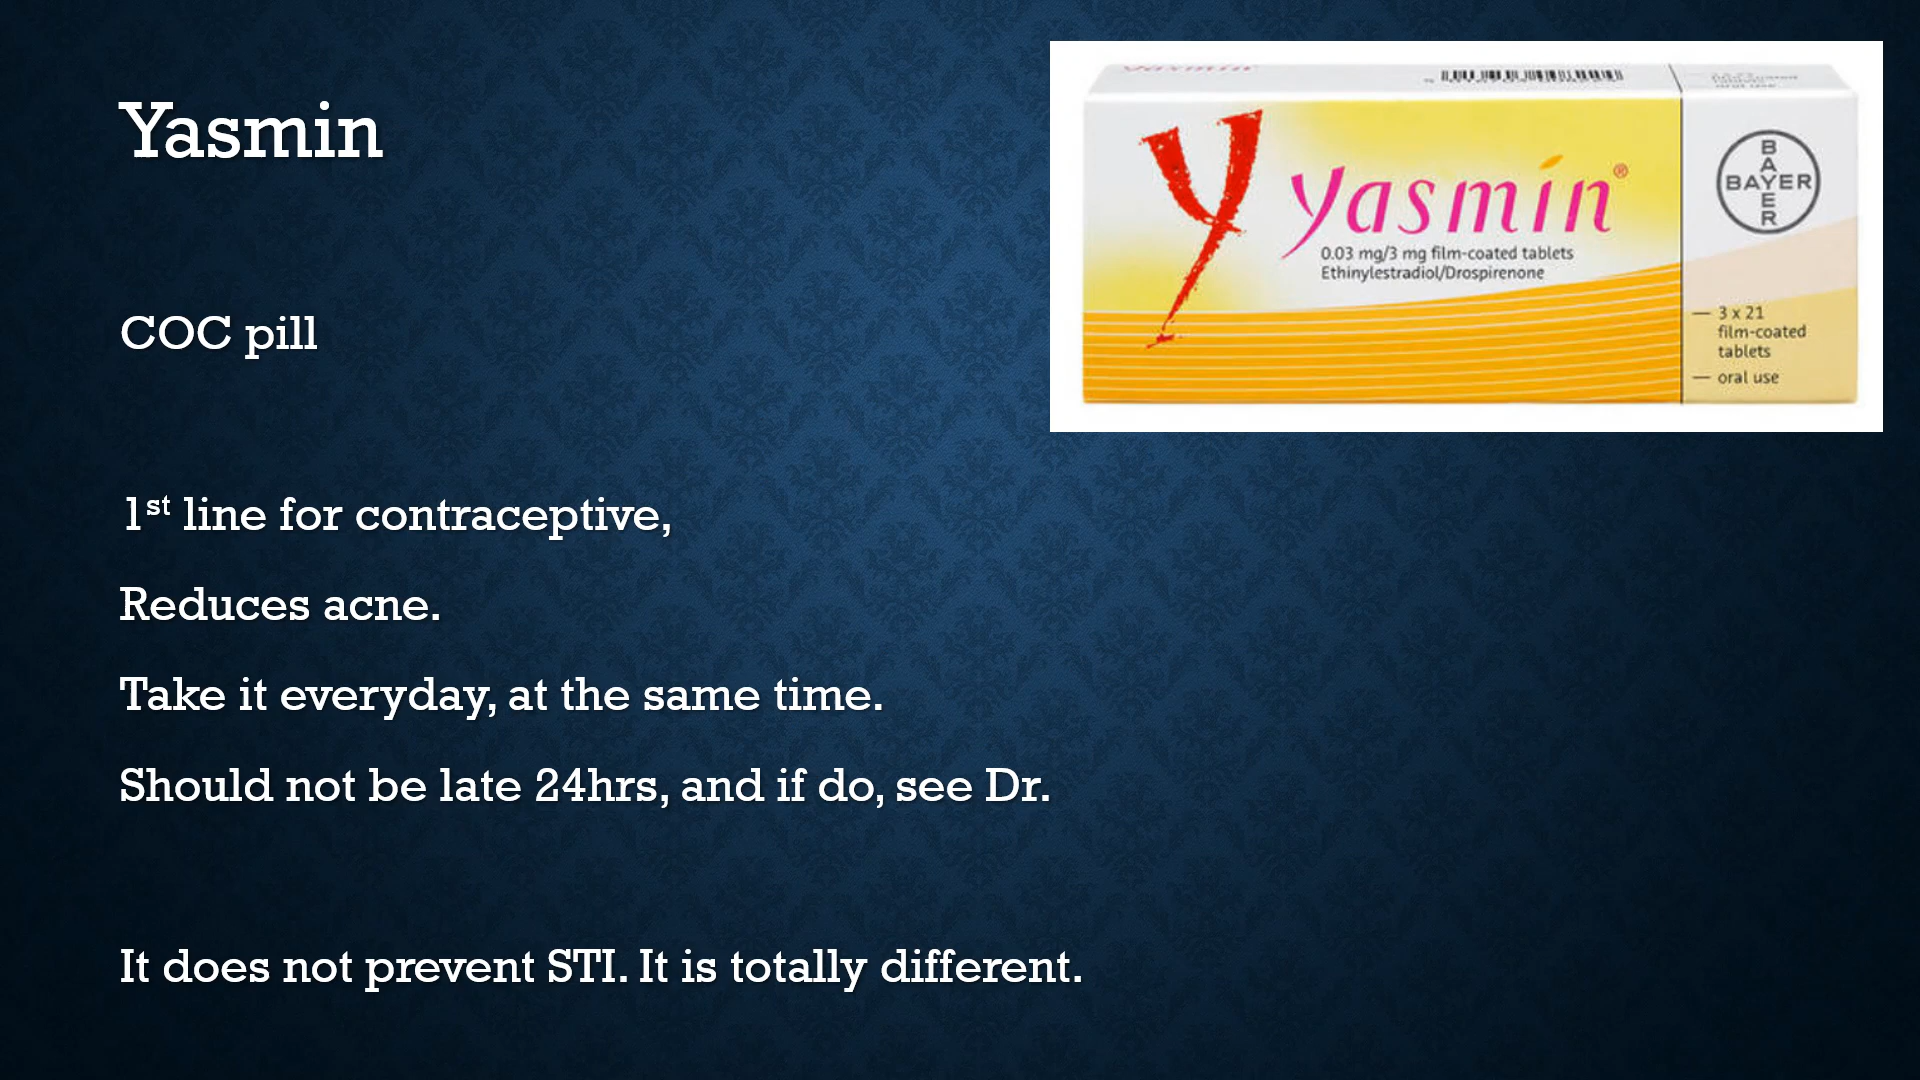 Yasmin
COC pill
1st line for contraceptive,
Reduces acne.
Take it everyday, at the same time.
Should not be late 24hrs, and if do, see Dr.
It does not prevent STI. It is totally different.
yasmin
Y yasmin®
0.03 mg/3 mg film-coated tablets
Ethinylestradiol/Drospirenone
BAYER
BAYER
— 3 x 21
film-coated
tablets
— oral use